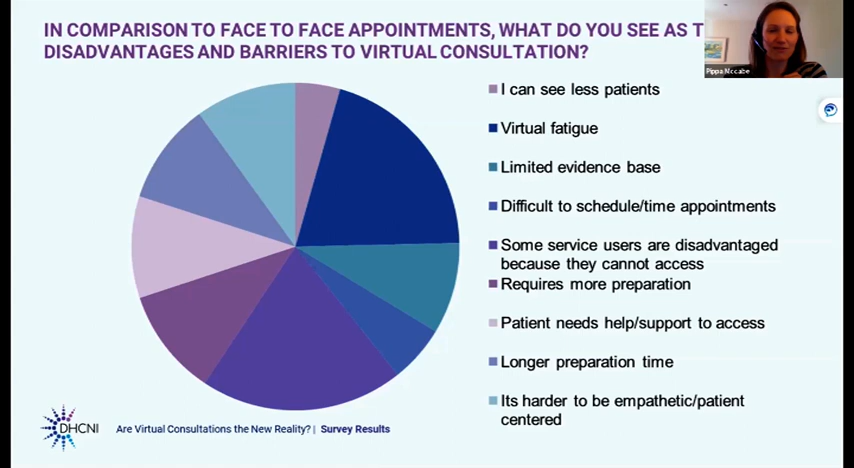 IN COMPARISON TO FACE TO FACE APPOINTMENTS, WHAT DO YOU SEE AS T
DISADVANTAGES AND BARRIERS TO VIRTUAL CONSULTATION?
Pippa Mccabe
I can see less patients
Virtual fatigue
Limited evidence base
Difficult to schedule/time appointments
Some service users are disadvantaged
because they cannot access
Requires more preparation
Patient needs help/support to access
Longer preparation time
Its harder to be empathetic/patient
centered
DHCNI
Are Virtual Consultations the New Reality? | Survey Results